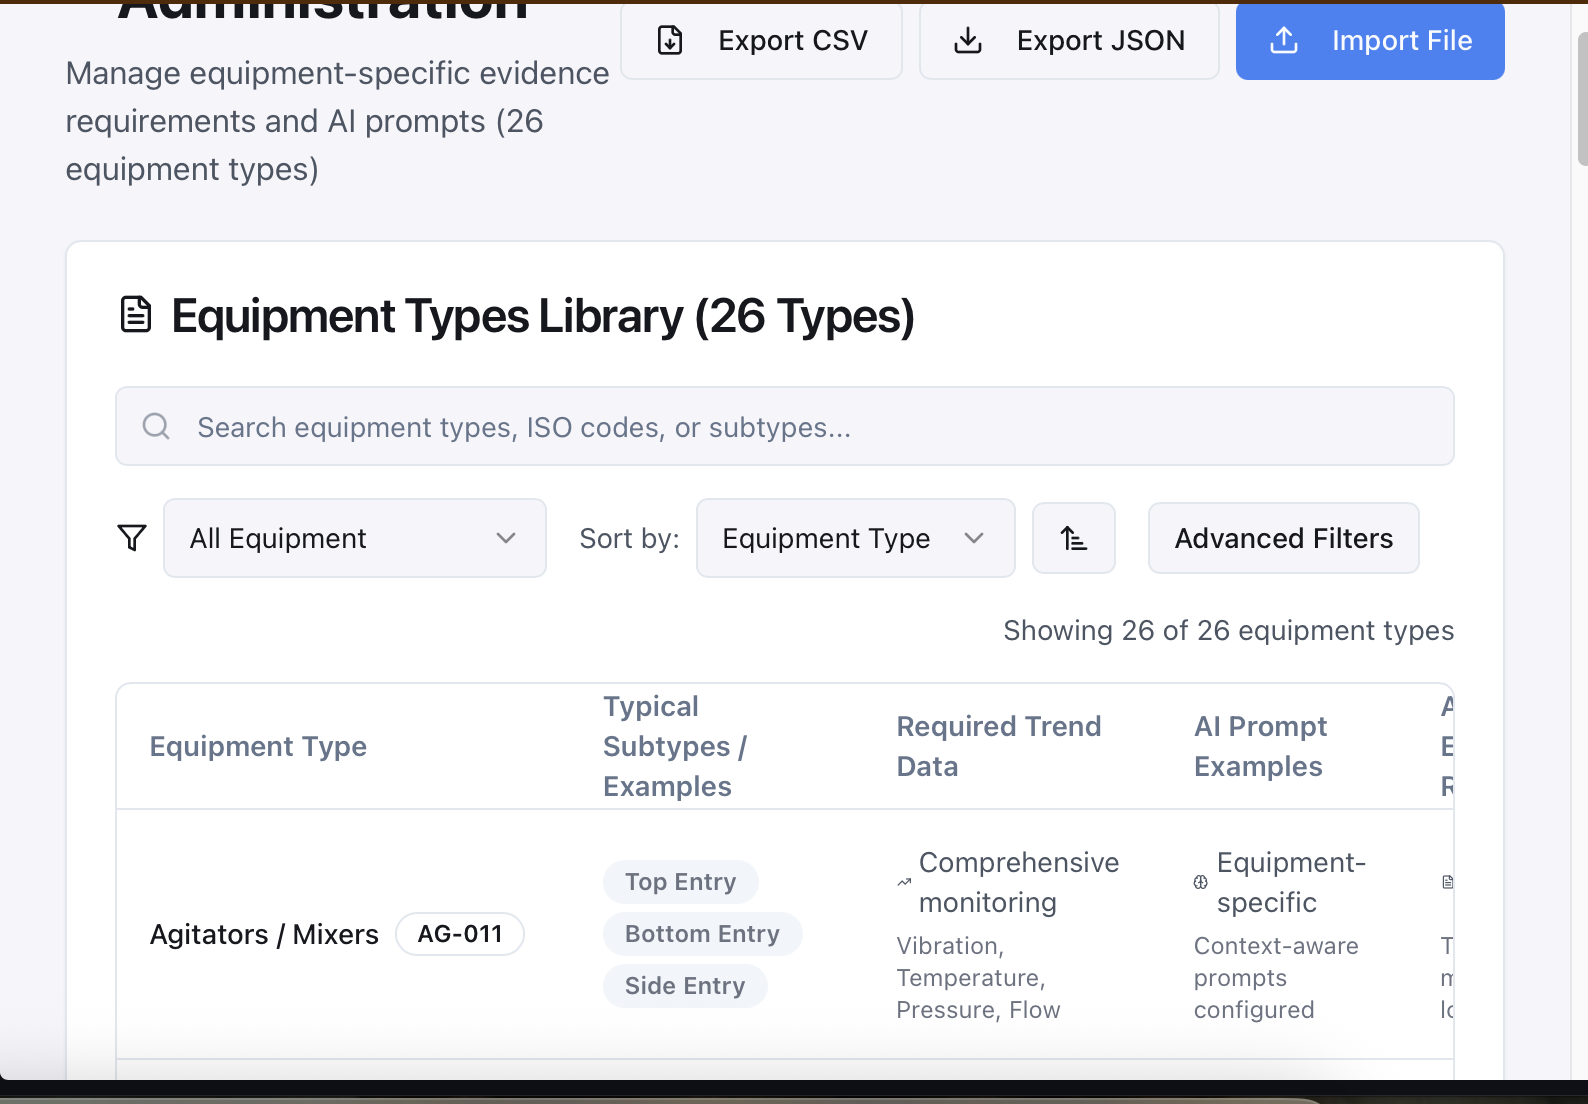 Administration
Export CSV
Export JSON
Import File
Manage equipment-specific evidence
requirements and AI prompts (26
equipment types)
Equipment Types Library (26 Types)
Search equipment types, ISO codes, or subtypes...
All Equipment
Sort by:
Equipment Type
Advanced Filters
Showing 26 of 26 equipment types
Equipment Type
Typical
Subtypes /
Examples
Required Trend
Data
AI Prompt
Examples
Agitators / Mixers
AG-011
Top Entry
Bottom Entry
Side Entry
Comprehensive
monitoring
Vibration,
Temperature,
Pressure, Flow
Equipment-
specific
Context-aware
prompts
configured